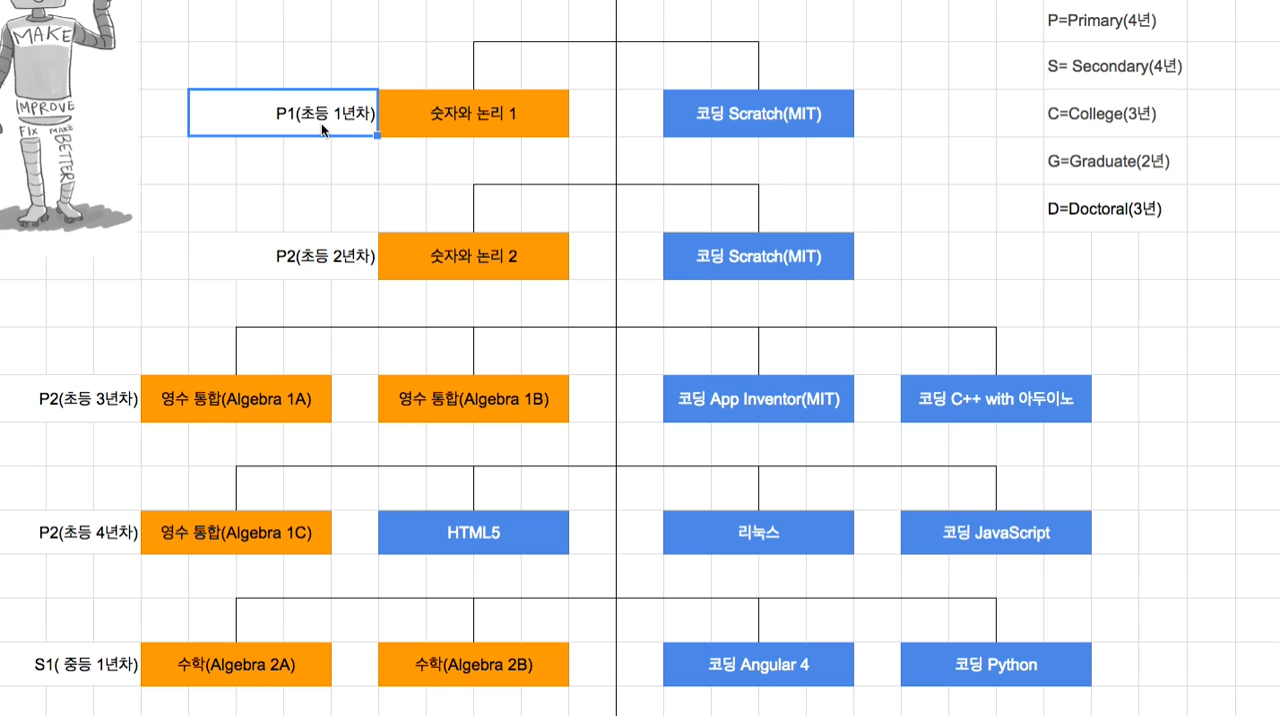 MAKE
IMPROVE
FIX
MAKE
BETTER
P=Primary(4년)
S= Secondary(4년)
C=College(3년)
G=Graduate(2년)
D=Doctoral(3년)
P1(초등 1년차)
숫자와 논리 1
코딩 Scratch(MIT)
P2(초등 2년차)
숫자와 논리 2
코딩 Scratch(MIT)
P2(초등 3년차)
영수 통합(Algebra 1A)
영수 통합(Algebra 1B)
코딩 App Inventor(MIT)
코딩 C++ with 아두이노
P2(초등 4년차)
영수 통합(Algebra 1C)
HTML5
리눅스
코딩 JavaScript
S1( 중등 1년차)
수학(Algebra 2A)
수학(Algebra 2B)
코딩 Angular 4
코딩 Python